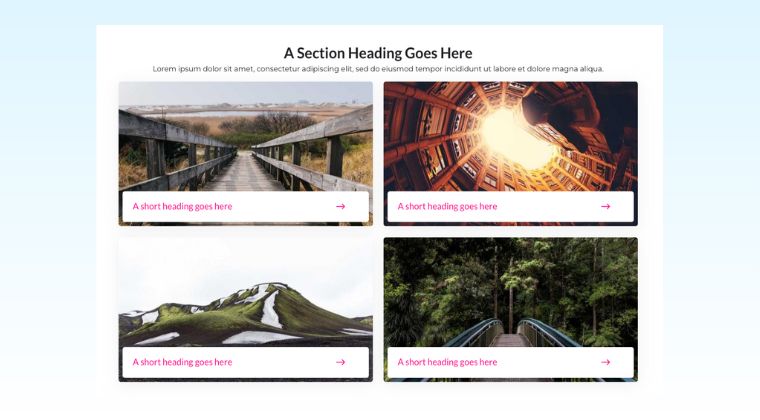 A Section Heading Goes Here
Lorem ipsum dolor sit amet, consectetur adipiscing elit, sed do eiusmod tempor incididunt ut labore et dolore magna aliqua.
A short heading goes here →
A short heading goes here →
A short heading goes here →
A short heading goes here →